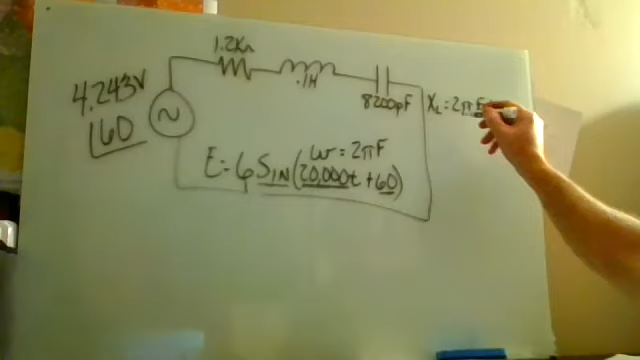 1.2KΩ
.1H
8200pF
4.243V
∠60
XL = 2πF
ω = 2πF
E = 6 SIN (20,000t + 60)